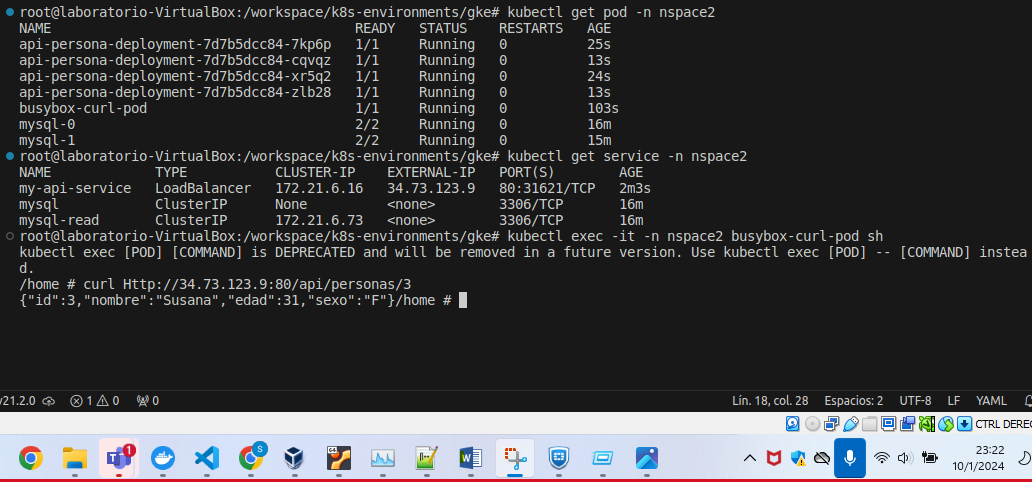 root@laboratorio-VirtualBox:/workspace/k8s-environments/gke# kubectl get pod -n nspace2
NAME READY STATUS RESTARTS AGE
api-persona-deployment-7d7b5dcc84-7kp6p 1/1 Running 0 25s
api-persona-deployment-7d7b5dcc84-cqvqz 1/1 Running 0 13s
api-persona-deployment-7d7b5dcc84-xr5q2 1/1 Running 0 24s
api-persona-deployment-7d7b5dcc84-zlb28 1/1 Running 0 13s
busybox-curl-pod 1/1 Running 0 103s
mysql-0 2/2 Running 0 16m
mysql-1 2/2 Running 0 15m
root@laboratorio-VirtualBox:/workspace/k8s-environments/gke# kubectl get service -n nspace2
NAME TYPE CLUSTER-IP EXTERNAL-IP PORT(S) AGE
my-api-service LoadBalancer 172.21.6.16 34.73.123.9 80:31621/TCP 2m3s
mysql ClusterIP None <none> 3306/TCP 16m
mysql-read ClusterIP 172.21.6.73 <none> 3306/TCP 16m
root@laboratorio-VirtualBox:/workspace/k8s-environments/gke# kubectl exec -it -n nspace2 busybox-curl-pod sh
kubectl exec [POD] [COMMAND] is DEPRECATED and will be removed in a future version. Use kubectl exec [POD] -- [COMMAND] instea
d.
/home # curl Http://34.73.123.9:80/api/personas/3
{"id":3,"nombre":"Susana","edad":31,"sexo":"F"}/home #
v21.2.0 1 0 0 Lín. 18, col. 28 Espacios: 2 UTF-8 LF YAML
CTRL DEREC
1 S 64
23:22
10/1/2024